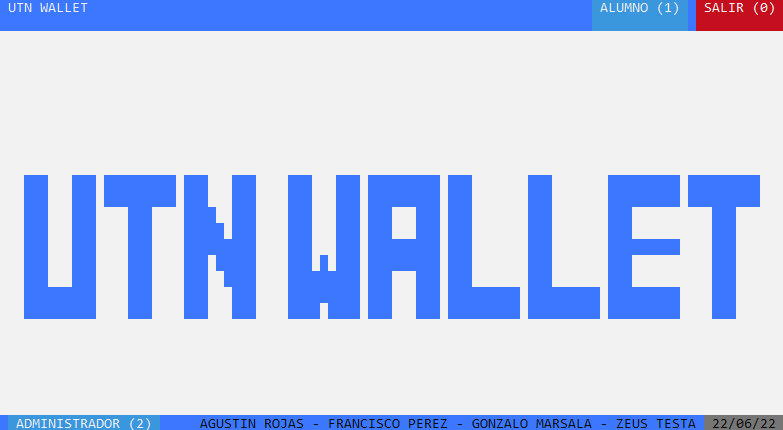 UTN WALLET ALUMNO (1) SALIR (0)
UTN WALLET
ADMINISTRADOR (2) AGUSTIN ROJAS - FRANCISCO PEREZ - GONZALO MARSALA - ZEUS TESTA 22/06/22